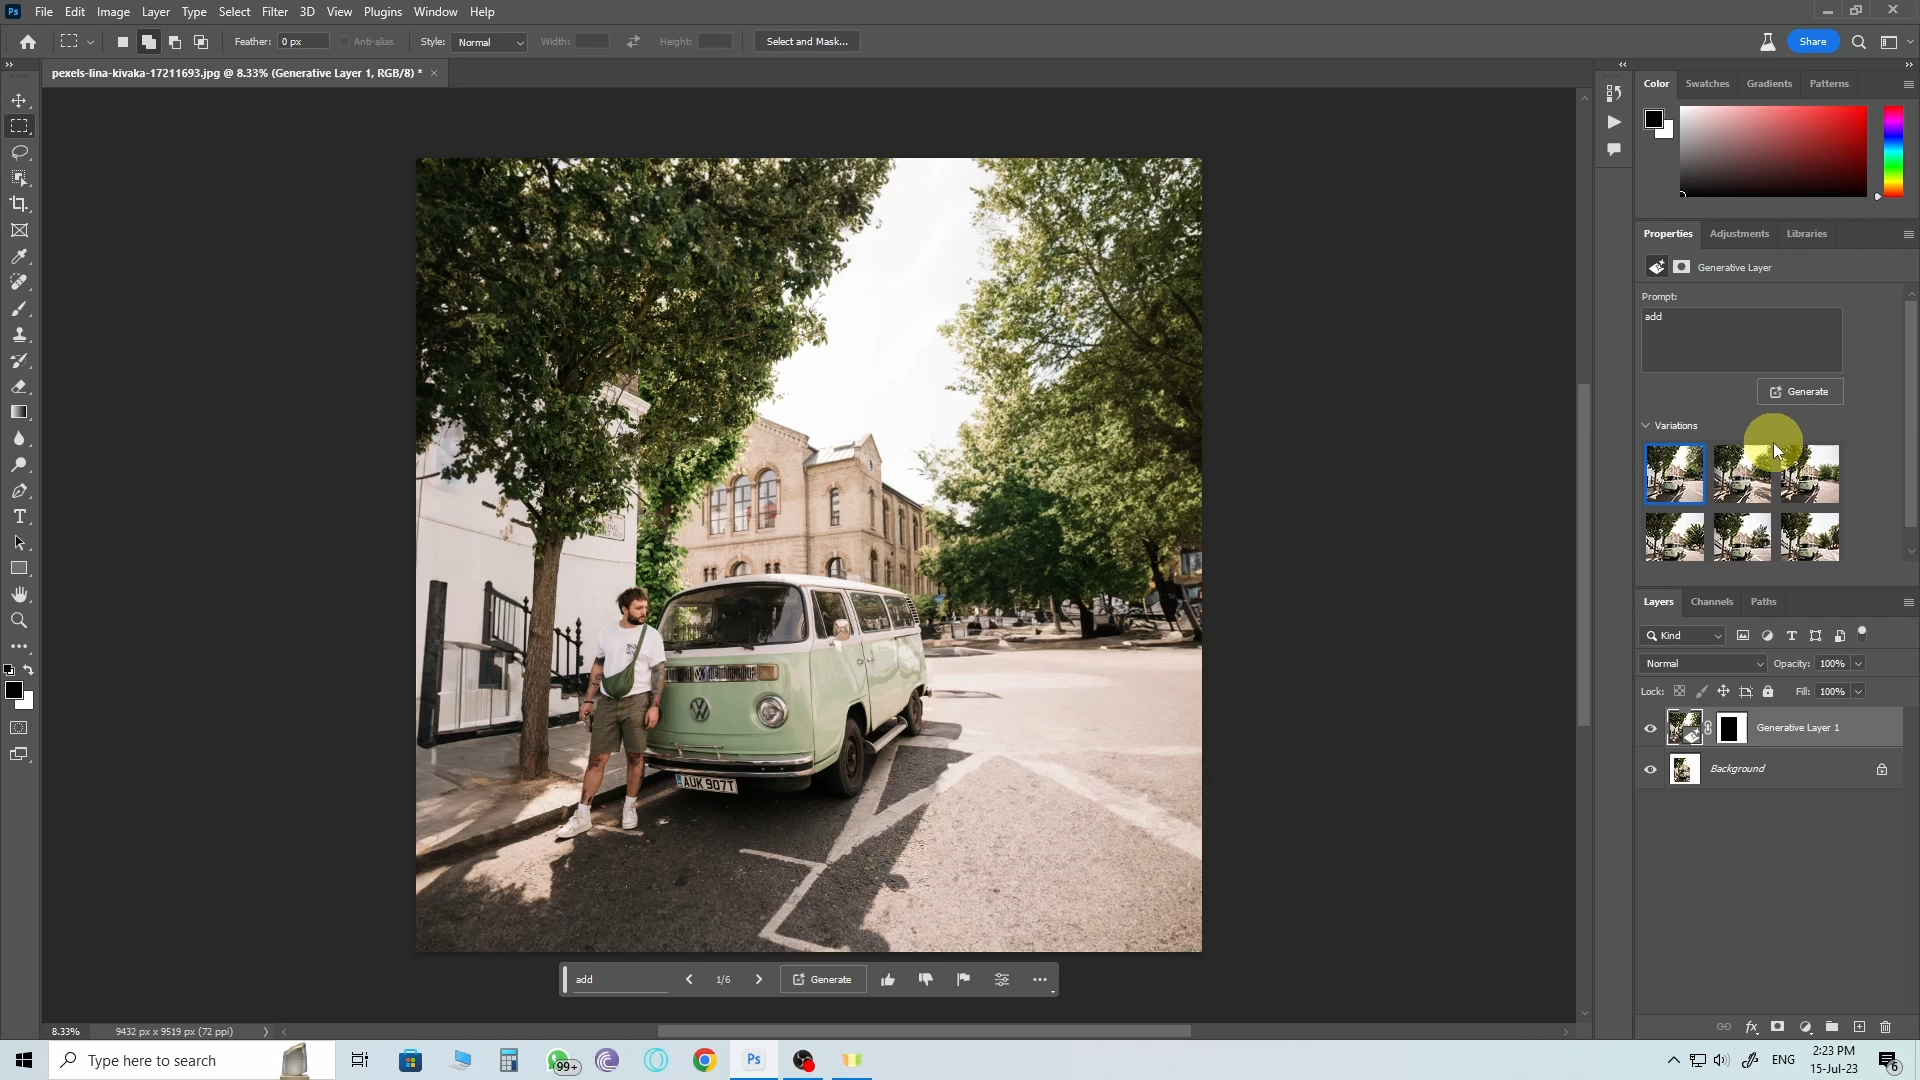 Ps File Edit Image Layer Type Select Filter 3D View Plugins Window Help
Feather: 0 px Anti-alias Style: Normal Width: Height: Select and Mask... Share
pexels-lina-kivaka-17211693.jpg @ 8.33% (Generative Layer 1, RGB/8) * ×
Color Swatches Gradients Patterns
Properties Adjustments Libraries
Generative Layer
Prompt:
add
Generate
Variations
AUK 907T
add 1/6 Generate
Layers Channels Paths
Kind
Normal Opacity: 100%
Lock: Fill: 100%
Generative Layer 1
Background
8.33% 9432 px x 9519 px (72 ppi)
Type here to search
99+
Ps
ENG
2:23 PM
15-Jul-23
6